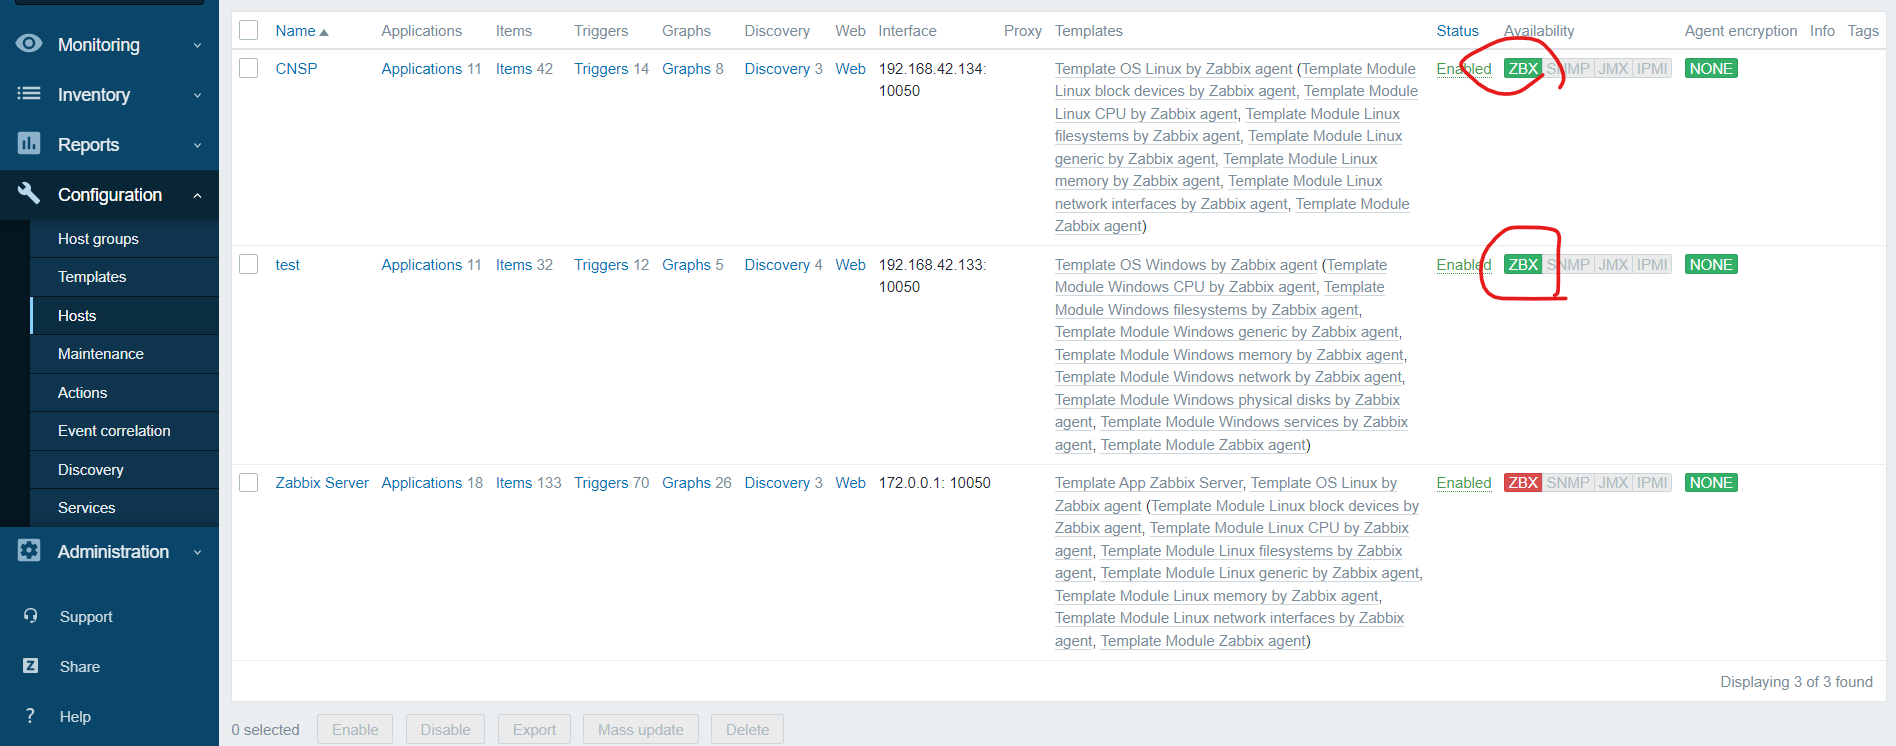 Monitoring
Inventory
Reports
Configuration
Host groups
Templates
Hosts
Maintenance
Actions
Event correlation
Discovery
Services
Administration
Support
Share
Help
Name Applications Items Triggers Graphs Discovery Web Interface Proxy Templates Status Availability Agent encryption Info Tags
CNSP Applications 11 Items 42 Triggers 14 Graphs 8 Discovery 3 Web 192.168.42.134: Template OS Linux by Zabbix agent (Template Module Enabled ZBX SNMP JMX IPMI NONE
10050 Linux block devices by Zabbix agent, Template Module
Linux CPU by Zabbix agent, Template Module Linux
filesystems by Zabbix agent, Template Module Linux
generic by Zabbix agent, Template Module Linux
memory by Zabbix agent, Template Module Linux
network interfaces by Zabbix agent, Template Module
Zabbix agent)
test Applications 11 Items 32 Triggers 12 Graphs 5 Discovery 4 Web 192.168.42.133: Template OS Windows by Zabbix agent (Template Enabled ZBX SNMP JMX IPMI NONE
10050 Module Windows CPU by Zabbix agent, Template
Module Windows filesystems by Zabbix agent,
Template Module Windows generic by Zabbix agent,
Template Module Windows memory by Zabbix agent,
Template Module Windows network by Zabbix agent,
Template Module Windows physical disks by Zabbix
agent, Template Module Windows services by Zabbix
agent, Template Module Zabbix agent)
Zabbix Server Applications 18 Items 133 Triggers 70 Graphs 26 Discovery 3 Web 172.0.0.1: 10050 Template App Zabbix Server, Template OS Linux by Enabled ZBX SNMP JMX IPMI NONE
Zabbix agent (Template Module Linux block devices by
Zabbix agent, Template Module Linux CPU by Zabbix
agent, Template Module Linux filesystems by Zabbix
agent, Template Module Linux generic by Zabbix agent,
Template Module Linux memory by Zabbix agent,
Template Module Linux network interfaces by Zabbix
agent, Template Module Zabbix agent)
Displaying 3 of 3 found
0 selected Enable Disable Export Mass update Delete